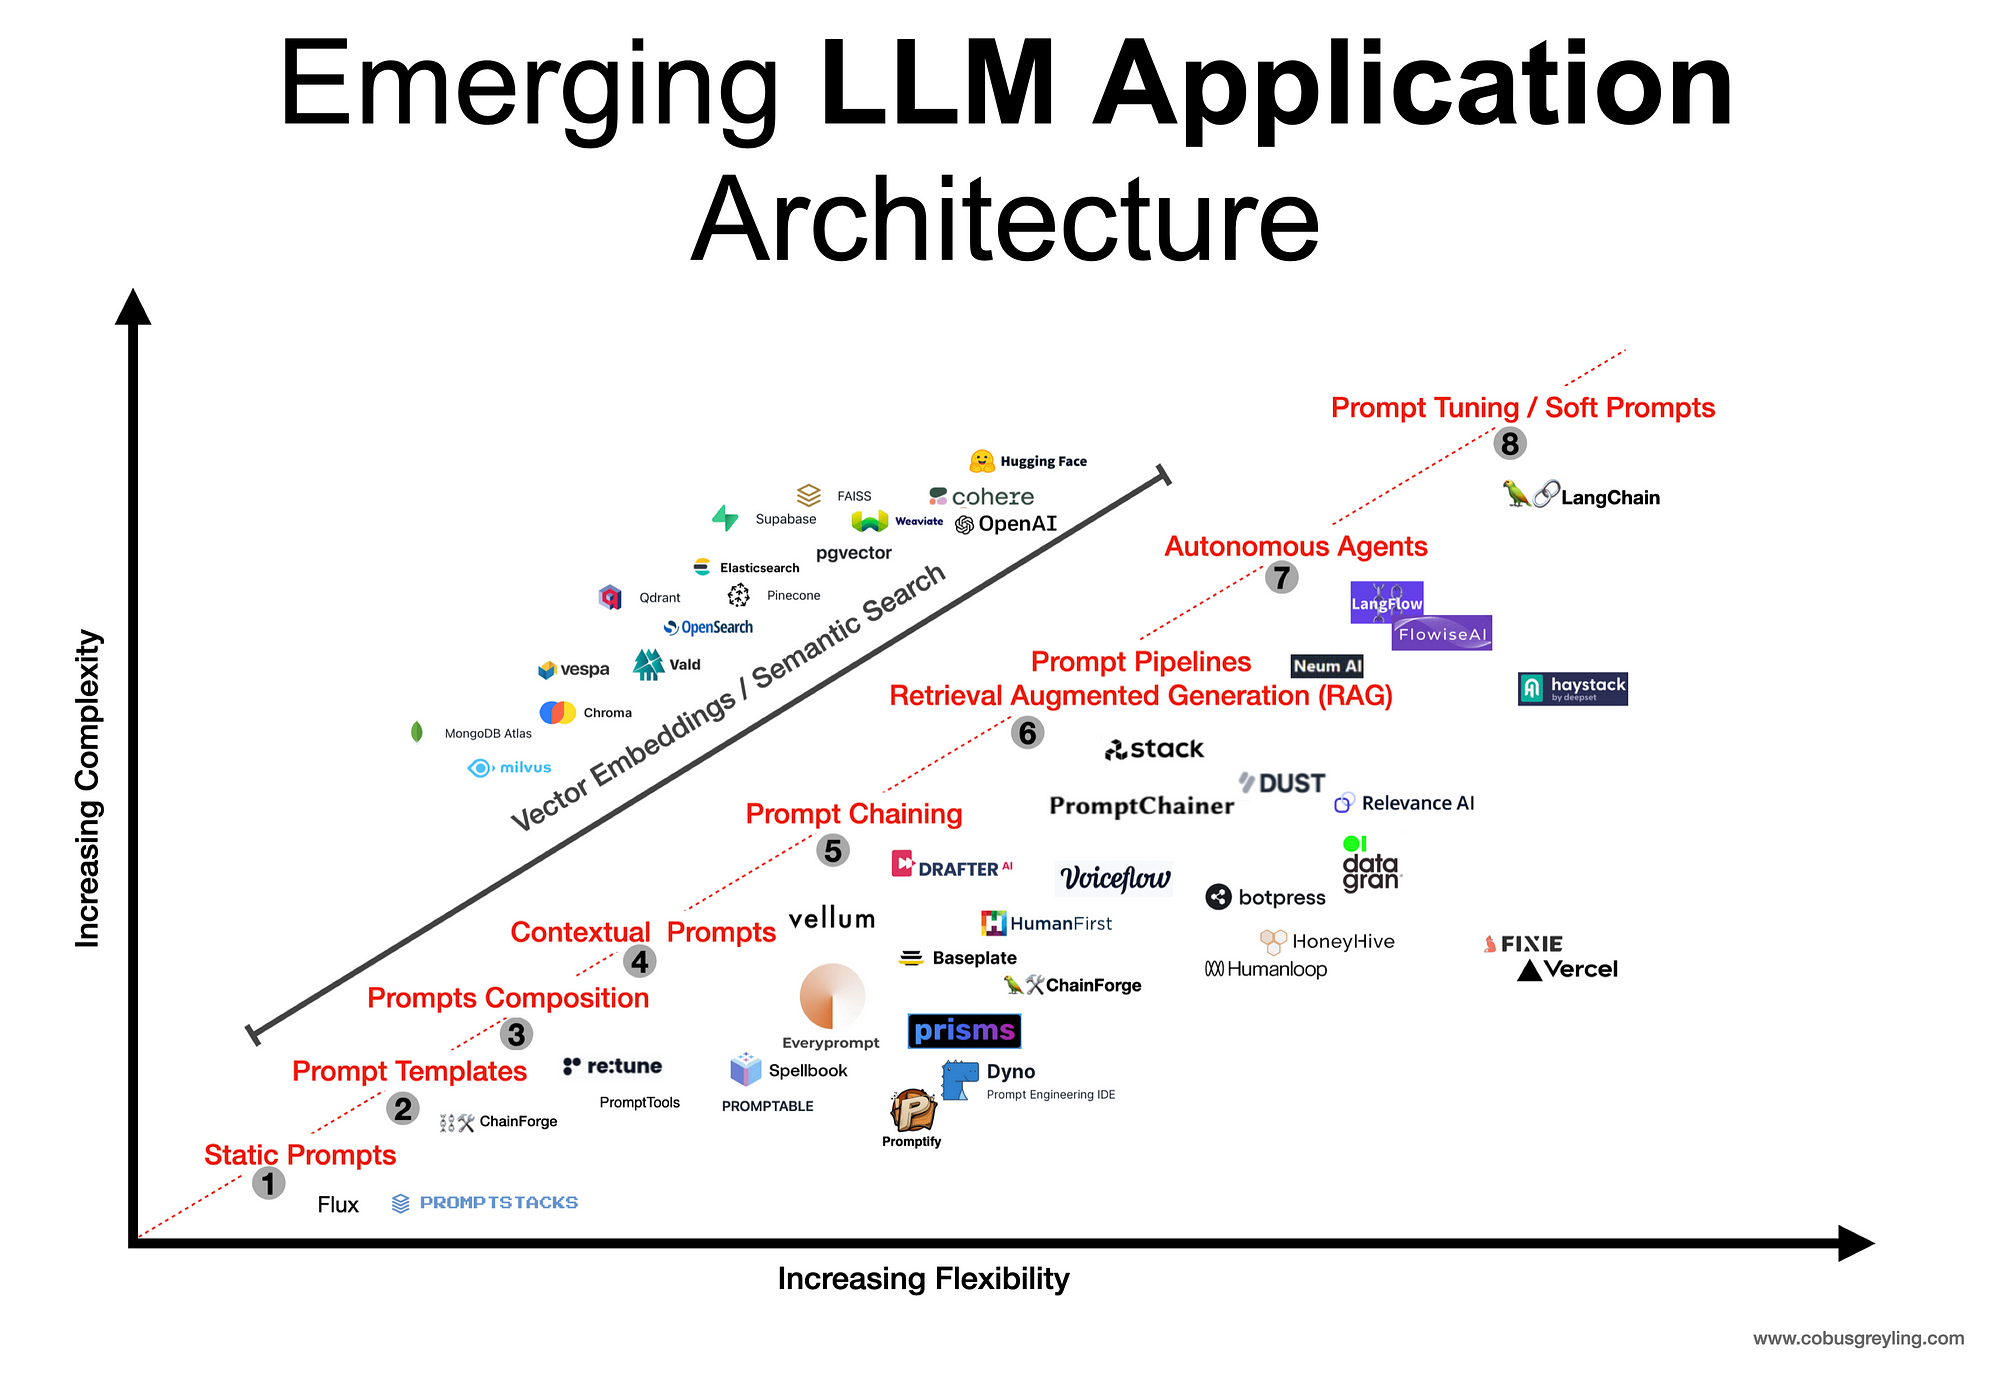 Emerging LLM Application
Architecture
Increasing Complexity
Prompt Tuning / Soft Prompts
8
LangChain
Hugging Face
FAISS
cohere
Supabase
Weaviate
OpenAI
pgvector
Elasticsearch
Qdrant
Pinecone
OpenSearch
vespa
Vald
Chroma
MongoDB Atlas
milvus
Vector Embeddings / Semantic Search
Autonomous Agents
7
LangFlow
FlowiseAI
Prompt Pipelines
Neum AI
Retrieval Augmented Generation (RAG)
haystack
by deepset
6
stack
DUST
PromptChainer
Relevance AI
Prompt Chaining
5
DRAFTER AI
Voiceflow
data
gran
botpress
Contextual Prompts
4
vellum
HumanFirst
HoneyHive
FIXIE
Baseplate
Humanloop
Vercel
ChainForge
Prompts Composition
3
Everyprompt
prisms
Prompt Templates
2
re:tune
Spellbook
Dyno
Prompt Engineering IDE
PromptTools
PROMPTABLE
P
Promptify
ChainForge
Static Prompts
1
Flux
PROMPTSTACKS
Increasing Flexibility
www.cobusgreyling.com